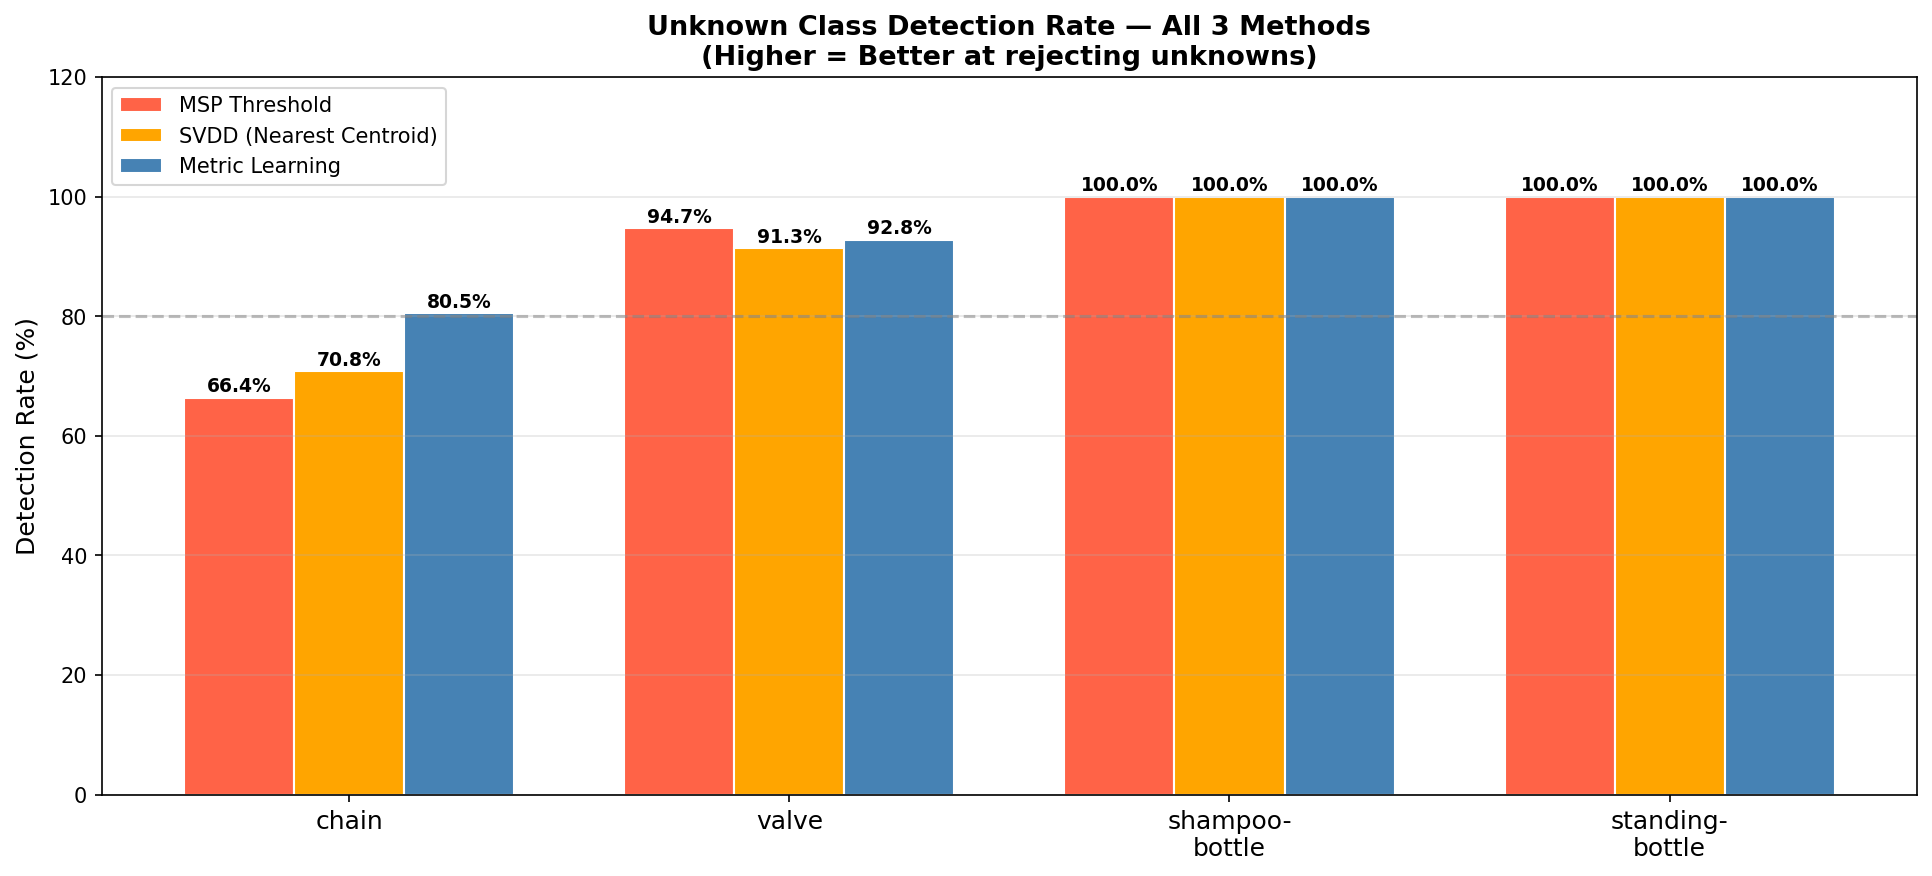 Unknown Class Detection Rate — All 3 Methods
(Higher = Better at rejecting unknowns)
120
100
80
60
40
20
0
Detection Rate (%)
MSP Threshold
SVDD (Nearest Centroid)
Metric Learning
66.4%
70.8%
80.5%
94.7%
91.3%
92.8%
100.0%
100.0%
100.0%
100.0%
100.0%
100.0%
chain
valve
shampoo-
bottle
standing-
bottle